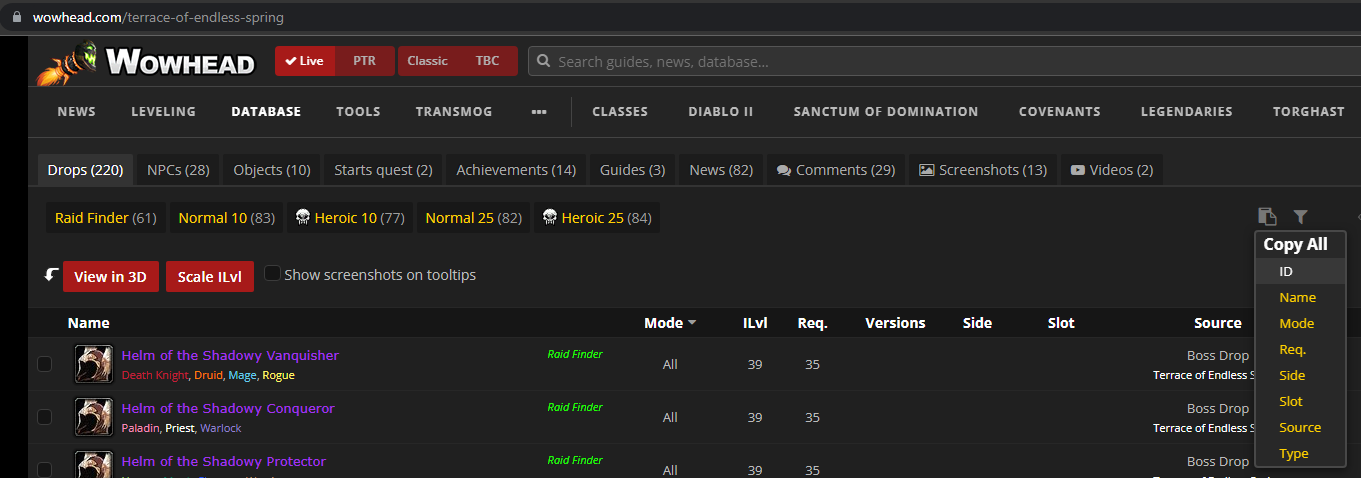 wowhead.com/terrace-of-endless-spring
WOWHEAD Live PTR Classic TBC Search guides, news, database...
NEWS LEVELING DATABASE TOOLS TRANSMOG ... CLASSES DIABLO II SANCTUM OF DOMINATION COVENANTS LEGENDARIES TORGHAST
Drops (220) NPCs (28) Objects (10) Starts quest (2) Achievements (14) Guides (3) News (82) Comments (29) Screenshots (13) Videos (2)
Raid Finder (61) Normal 10 (83) Heroic 10 (77) Normal 25 (82) Heroic 25 (84)
View in 3D Scale ILvl Show screenshots on tooltips
Name Mode ILvl Req. Versions Side Slot Source
Helm of the Shadowy Vanquisher Raid Finder All 39 35 Boss Drop
Death Knight, Druid, Mage, Rogue Terrace of Endless S
Helm of the Shadowy Conqueror Raid Finder All 39 35 Boss Drop
Paladin, Priest, Warlock Terrace of Endless S
Helm of the Shadowy Protector Raid Finder All 39 35 Boss Drop
Copy All
ID
Name
Mode
Req.
Side
Slot
Source
Type